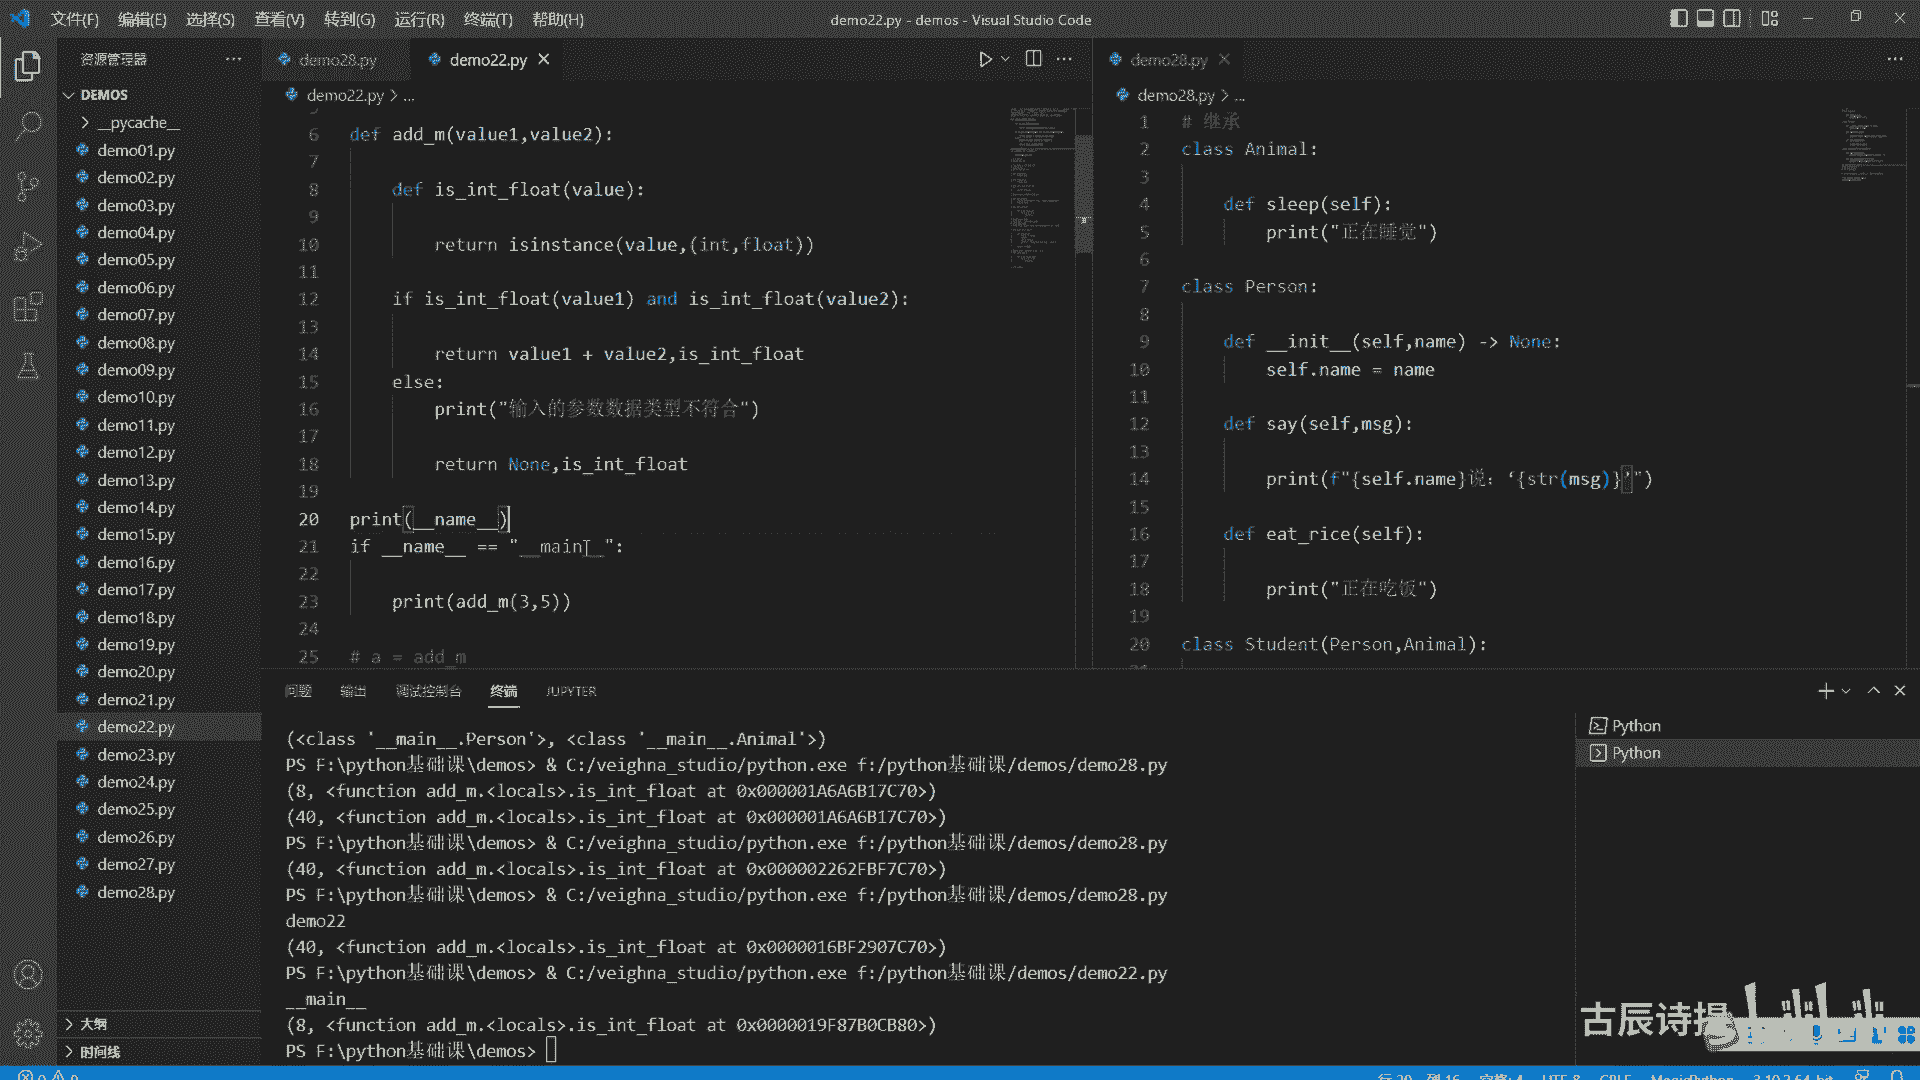 文件(F) 编辑(E) 选择(S) 查看(V) 转到(G) 运行(R) 终端(T) 帮助(H) demo22.py - demos - Visual Studio Code
资源管理器
DEMOS
__pycache__
demo01.py
demo02.py
demo03.py
demo04.py
demo05.py
demo06.py
demo07.py
demo08.py
demo09.py
demo10.py
demo11.py
demo12.py
demo13.py
demo14.py
demo15.py
demo16.py
demo17.py
demo18.py
demo19.py
demo20.py
demo21.py
demo22.py
demo23.py
demo24.py
demo25.py
demo26.py
demo27.py
demo28.py
大纲
时间线
demo28.py demo22.py
demo22.py > ...
6 def add_m(value1,value2):
7
8 def is_int_float(value):
9
10 return isinstance(value,(int,float))
11
12 if is_int_float(value1) and is_int_float(value2):
13
14 return value1 + value2,is_int_float
15 else:
16 print("输入的参数数据类型不符合")
17
18 return None,is_int_float
19
20 print(__name__)
21 if __name__ == "__main__":
22
23 print(add_m(3,5))
24
25 # a = add_m
demo28.py
demo28.py > ...
1 # 继承
2 class Animal:
3
4 def sleep(self):
5 print("正在睡觉")
6
7 class Person:
8
9 def __init__(self,name) -> None:
10 self.name = name
11
12 def say(self,msg):
13
14 print(f"{self.name}说：‘{str(msg)}’")
15
16 def eat_rice(self):
17
18 print("正在吃饭")
19
20 class Student(Person,Animal):
问题 输出 调试控制台 终端 JUPYTER
(<class '__main__.Person'>, <class '__main__.Animal'>)
PS F:\python基础课\demos> & C:/veighna_studio/python.exe f:/python基础课/demos/demo28.py
(8, <function add_m.<locals>.is_int_float at 0x000001A6A6B17C70>)
(40, <function add_m.<locals>.is_int_float at 0x000001A6A6B17C70>)
PS F:\python基础课\demos> & C:/veighna_studio/python.exe f:/python基础课/demos/demo28.py
(40, <function add_m.<locals>.is_int_float at 0x000002262FBF7C70>)
PS F:\python基础课\demos> & C:/veighna_studio/python.exe f:/python基础课/demos/demo28.py
demo22
(40, <function add_m.<locals>.is_int_float at 0x0000016BF2907C70>)
PS F:\python基础课\demos> & C:/veighna_studio/python.exe f:/python基础课/demos/demo22.py
__main__
(8, <function add_m.<locals>.is_int_float at 0x0000019F87B0CB80>)
PS F:\python基础课\demos>
Python
Python
古辰诗提
行 20, 列 16 空格: 4 UTF-8 CRLF MagicPython 3.10.2 64-bit